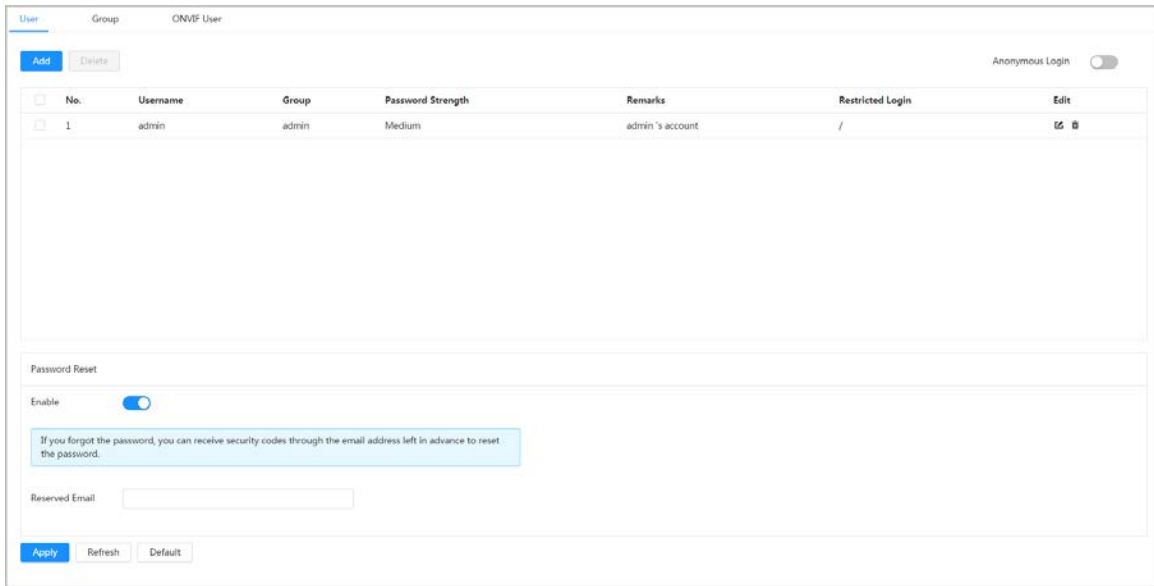 User Group ONVIF User
Add Delete Anonymous Login
No. Username Group Password Strength Remarks Restricted Login Edit
1 admin admin Medium admin 's account /
Password Reset
Enable
If you forgot the password, you can receive security codes through the email address left in advance to reset
the password.
Reserved Email
Apply Refresh Default